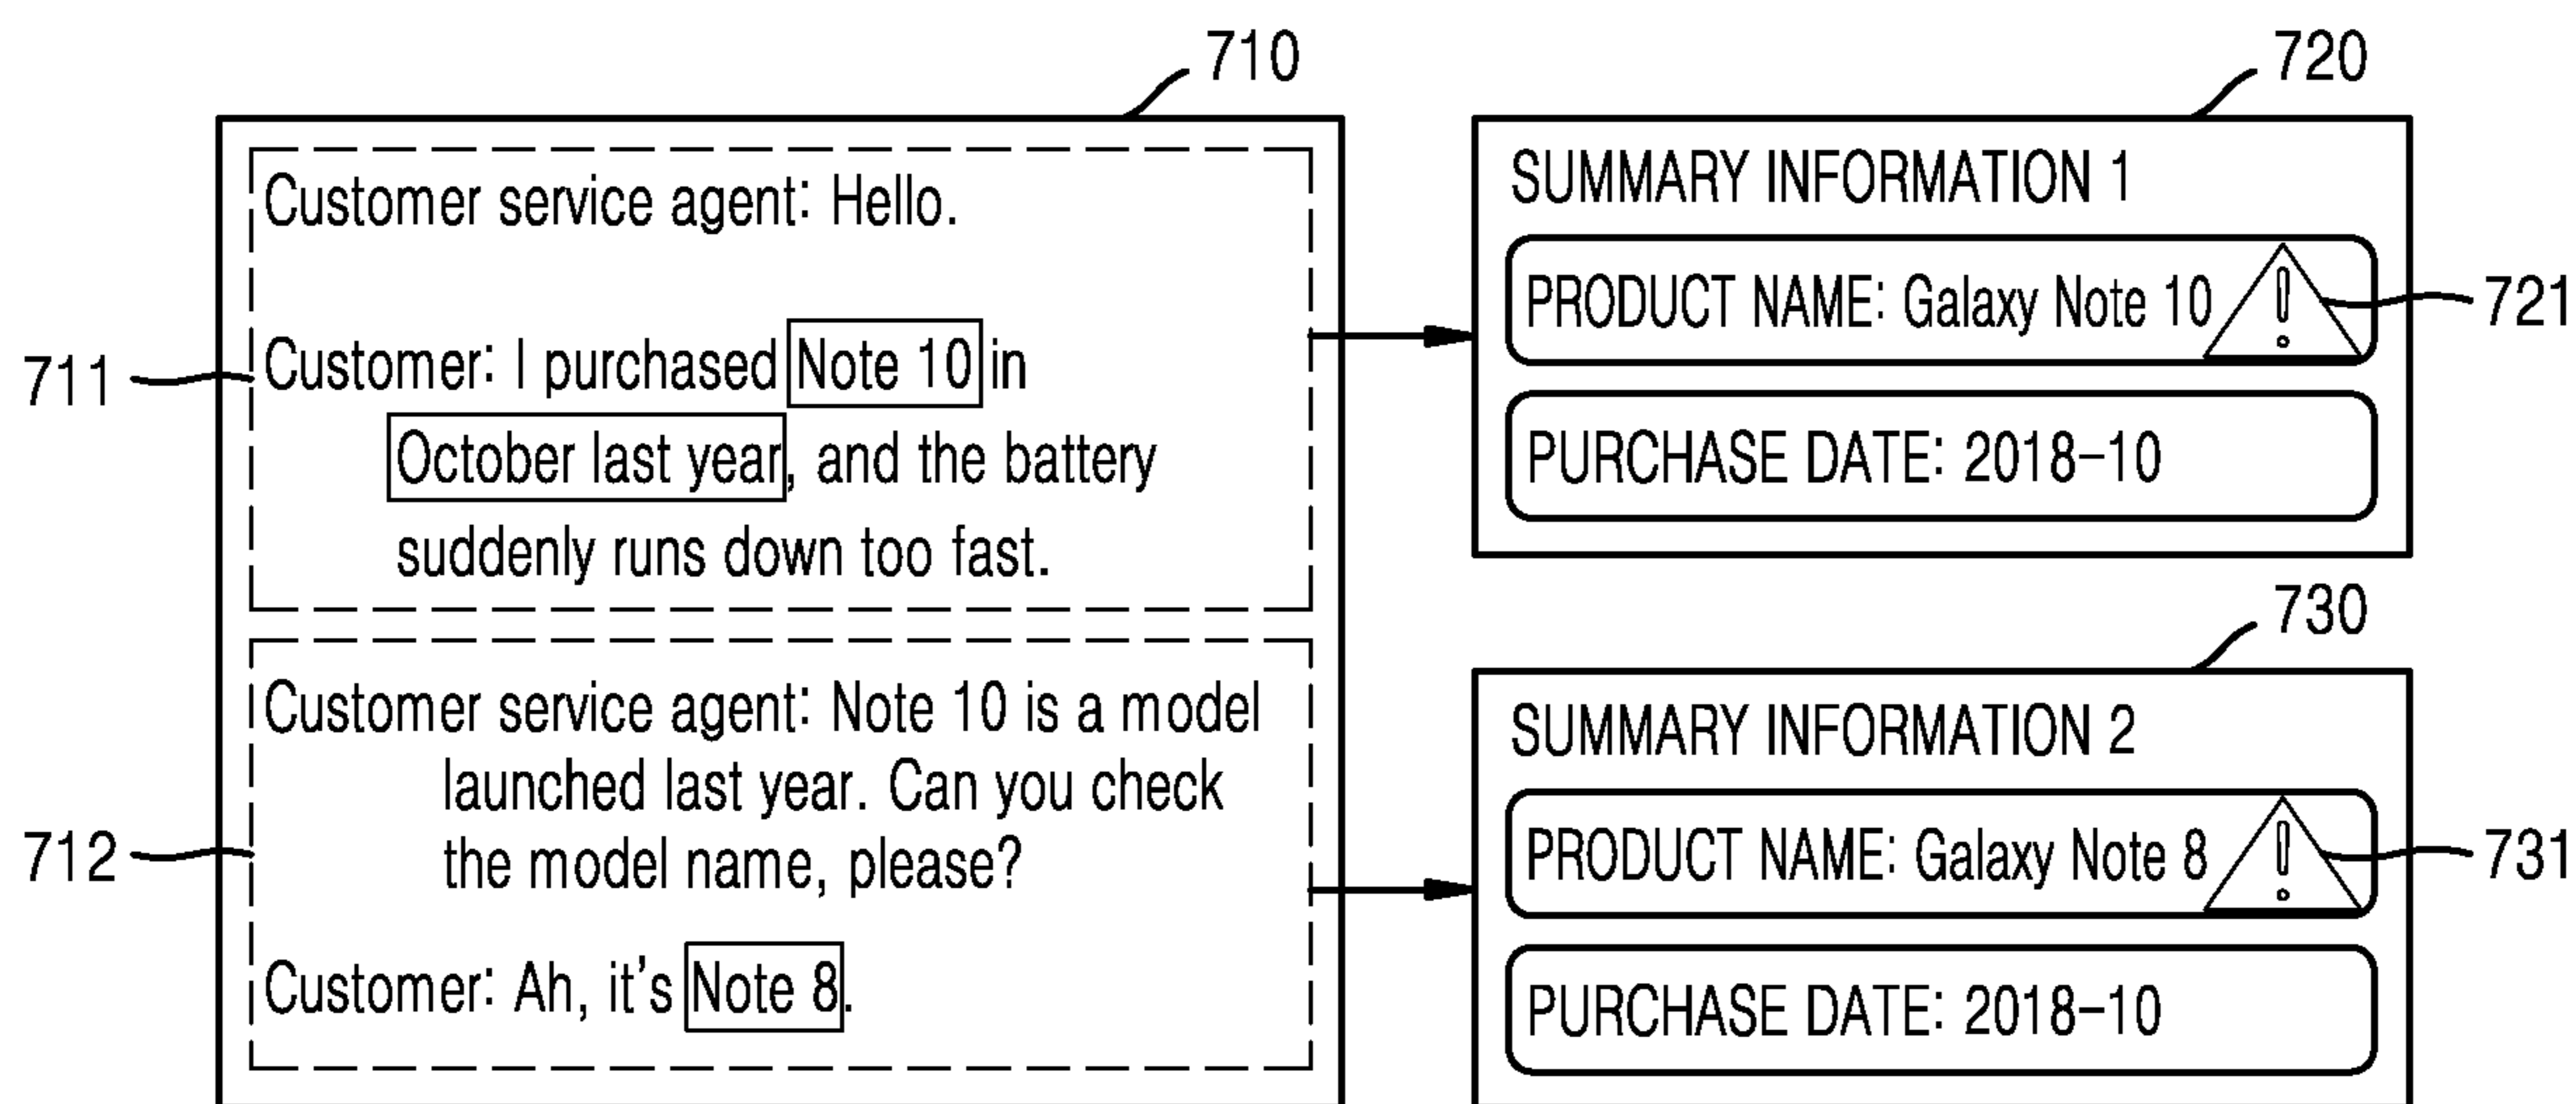 710
720
Customer service agent: Hello.
711
Customer: I purchased Note 10 in
October last year, and the battery
suddenly runs down too fast.
SUMMARY INFORMATION 1
PRODUCT NAME: Galaxy Note 10 !
721
PURCHASE DATE: 2018-10
712
Customer service agent: Note 10 is a model
launched last year. Can you check
the model name, please?
Customer: Ah, it's Note 8.
730
SUMMARY INFORMATION 2
PRODUCT NAME: Galaxy Note 8 !
731
PURCHASE DATE: 2018-10